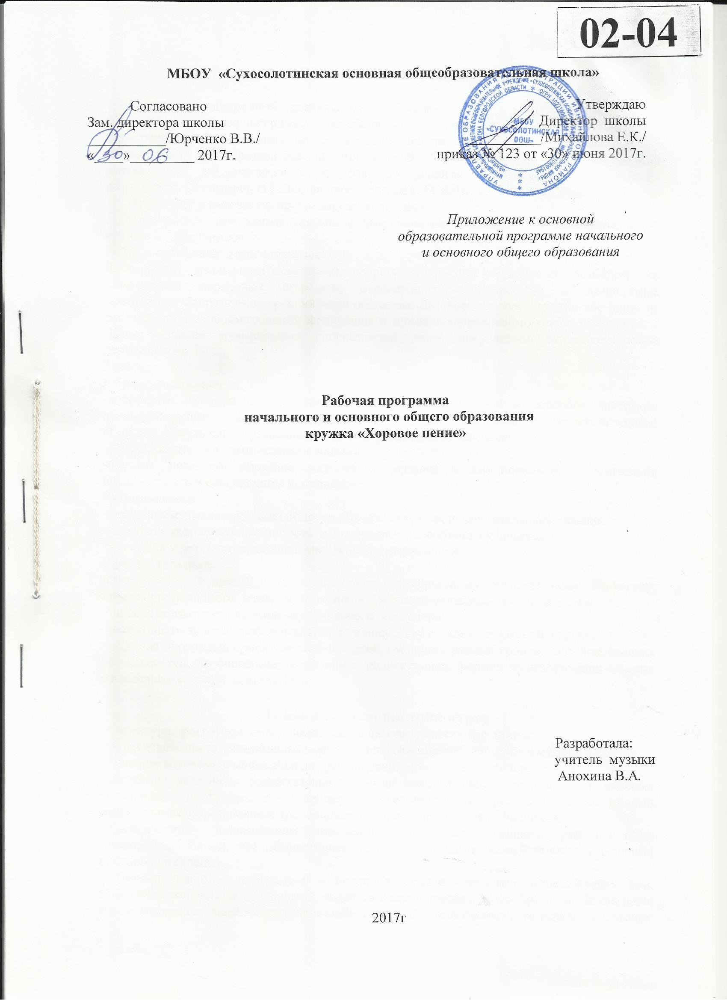 02-04
МБОУ «Сухосолотинская основная общеобразовательная школа»
Согласовано
Зам. директора школы
/Юрченко В.В./
«30» 06 2017г.
Утверждаю
Директор школы
/Михайлова Е.К./
приказ № 123 от «30» июня 2017г.
МБОУ
«СУХОСОЛОТИНСКАЯ
ООШ»
Приложение к основной
образовательной программе начального
и основного общего образования
Рабочая программа
начального и основного общего образования
кружка «Хоровое пение»
Разработала:
учитель музыки
Анохина В.А.
2017г